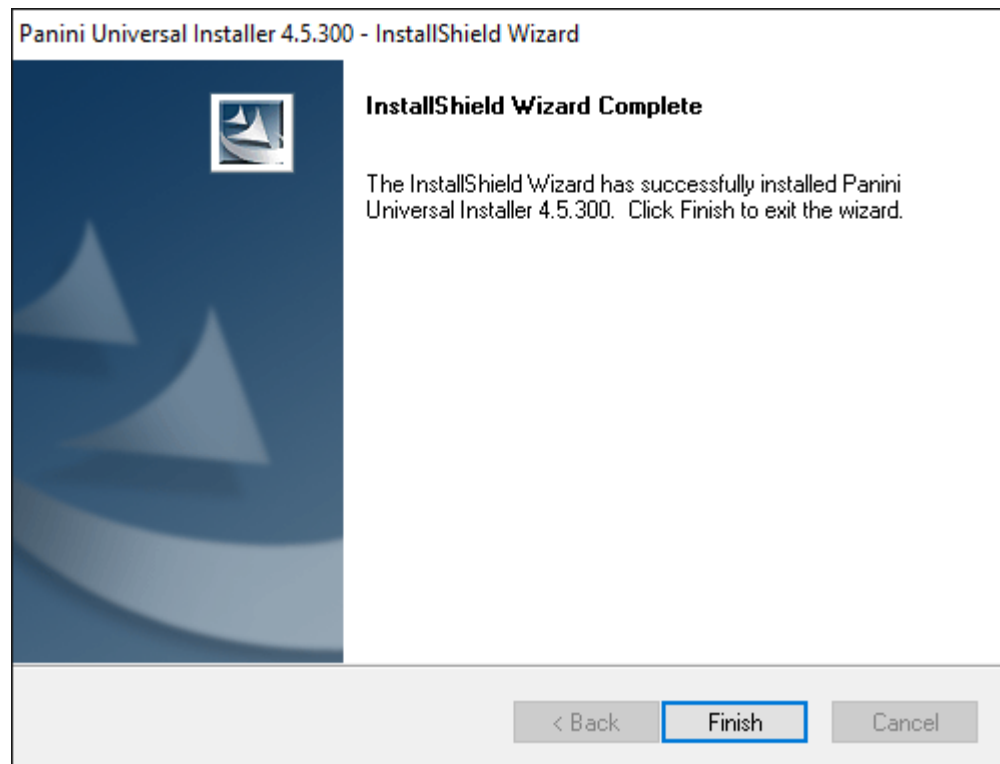 Panini Universal Installer 4.5.300 - InstallShield Wizard
InstallShield Wizard Complete
The InstallShield Wizard has successfully installed Panini
Universal Installer 4.5.300.  Click Finish to exit the wizard.
< Back
Finish
Cancel